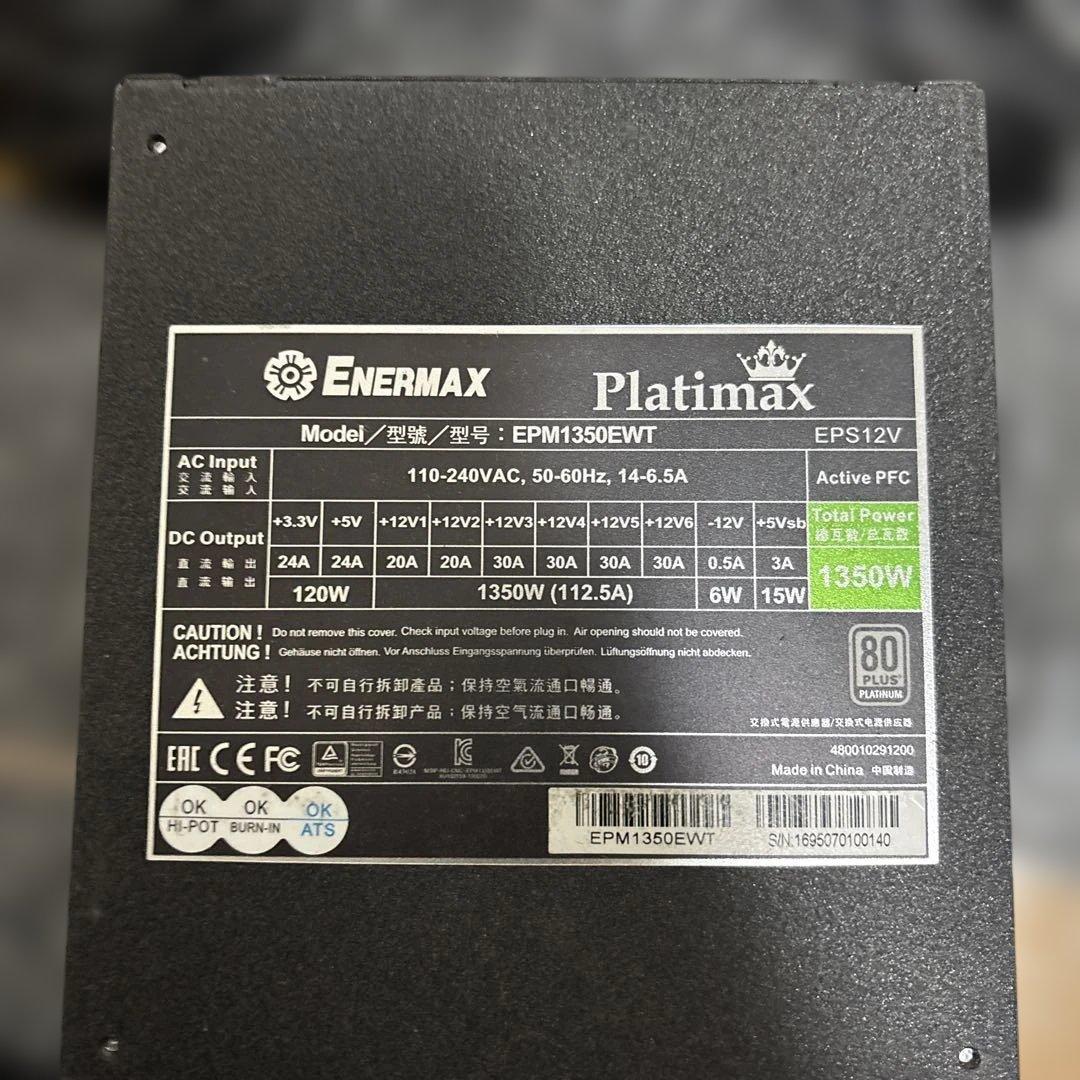 ENERMAX
Platimax
Model/型號/型号：EPM1350EWT EPS12V
AC Input 110-240VAC, 50-60Hz, 14-6.5A Active PFC
交流輸入
交流输入
DC Output +3.3V +5V +12V1 +12V2 +12V3 +12V4 +12V5 +12V6 -12V +5Vsb Total Power
總瓦數/总瓦数
直流輸出 24A 24A 20A 20A 30A 30A 30A 30A 0.5A 3A 1350W
直流输出 120W 1350W (112.5A) 6W 15W
CAUTION ! Do not remove this cover. Check input voltage before plug in. Air opening should not be covered.
ACHTUNG ! Gehäuse nicht öffnen. Vor Anschluss Eingangsspannung überprüfen. Lüftungsöffnung nicht abdecken.
80
PLUS
PLATINUM
注意！ 不可自行拆卸產品；保持空氣流通口暢通。
注意！ 不可自行拆卸产品；保持空气流通口畅通。
交換式電源供應器/交换式电源供应器
EAC CE FC
10
480010291200
Made in China 中国制造
OK HI-POT
OK BURN-IN
OK ATS
EPM1350EWT
S/N:1695070100140